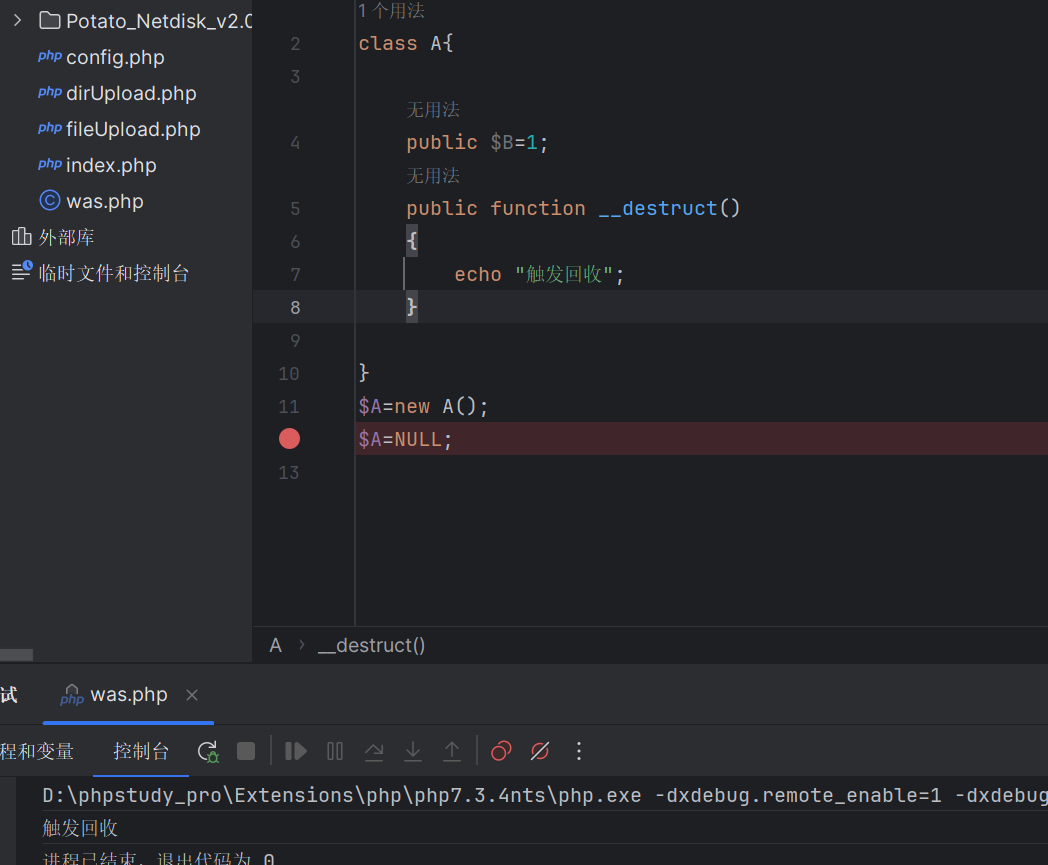 Potato_Netdisk_v2.0
php config.php
php dirUpload.php
php fileUpload.php
php index.php
C was.php
外部库
临时文件和控制台
1 个用法
2 class A{
3
无用法
4 public $B=1;
无用法
5 public function __destruct()
6 {
7 echo "触发回收";
8 }
9
10 }
11 $A=new A();
$A=NULL;
13
A › __destruct()
试 php was.php ×
程和变量 控制台
D:\phpstudy_pro\Extensions\php\php7.3.4nts\php.exe -dxdebug.remote_enable=1 -dxdebug
触发回收
进程已结束，退出代码为 0